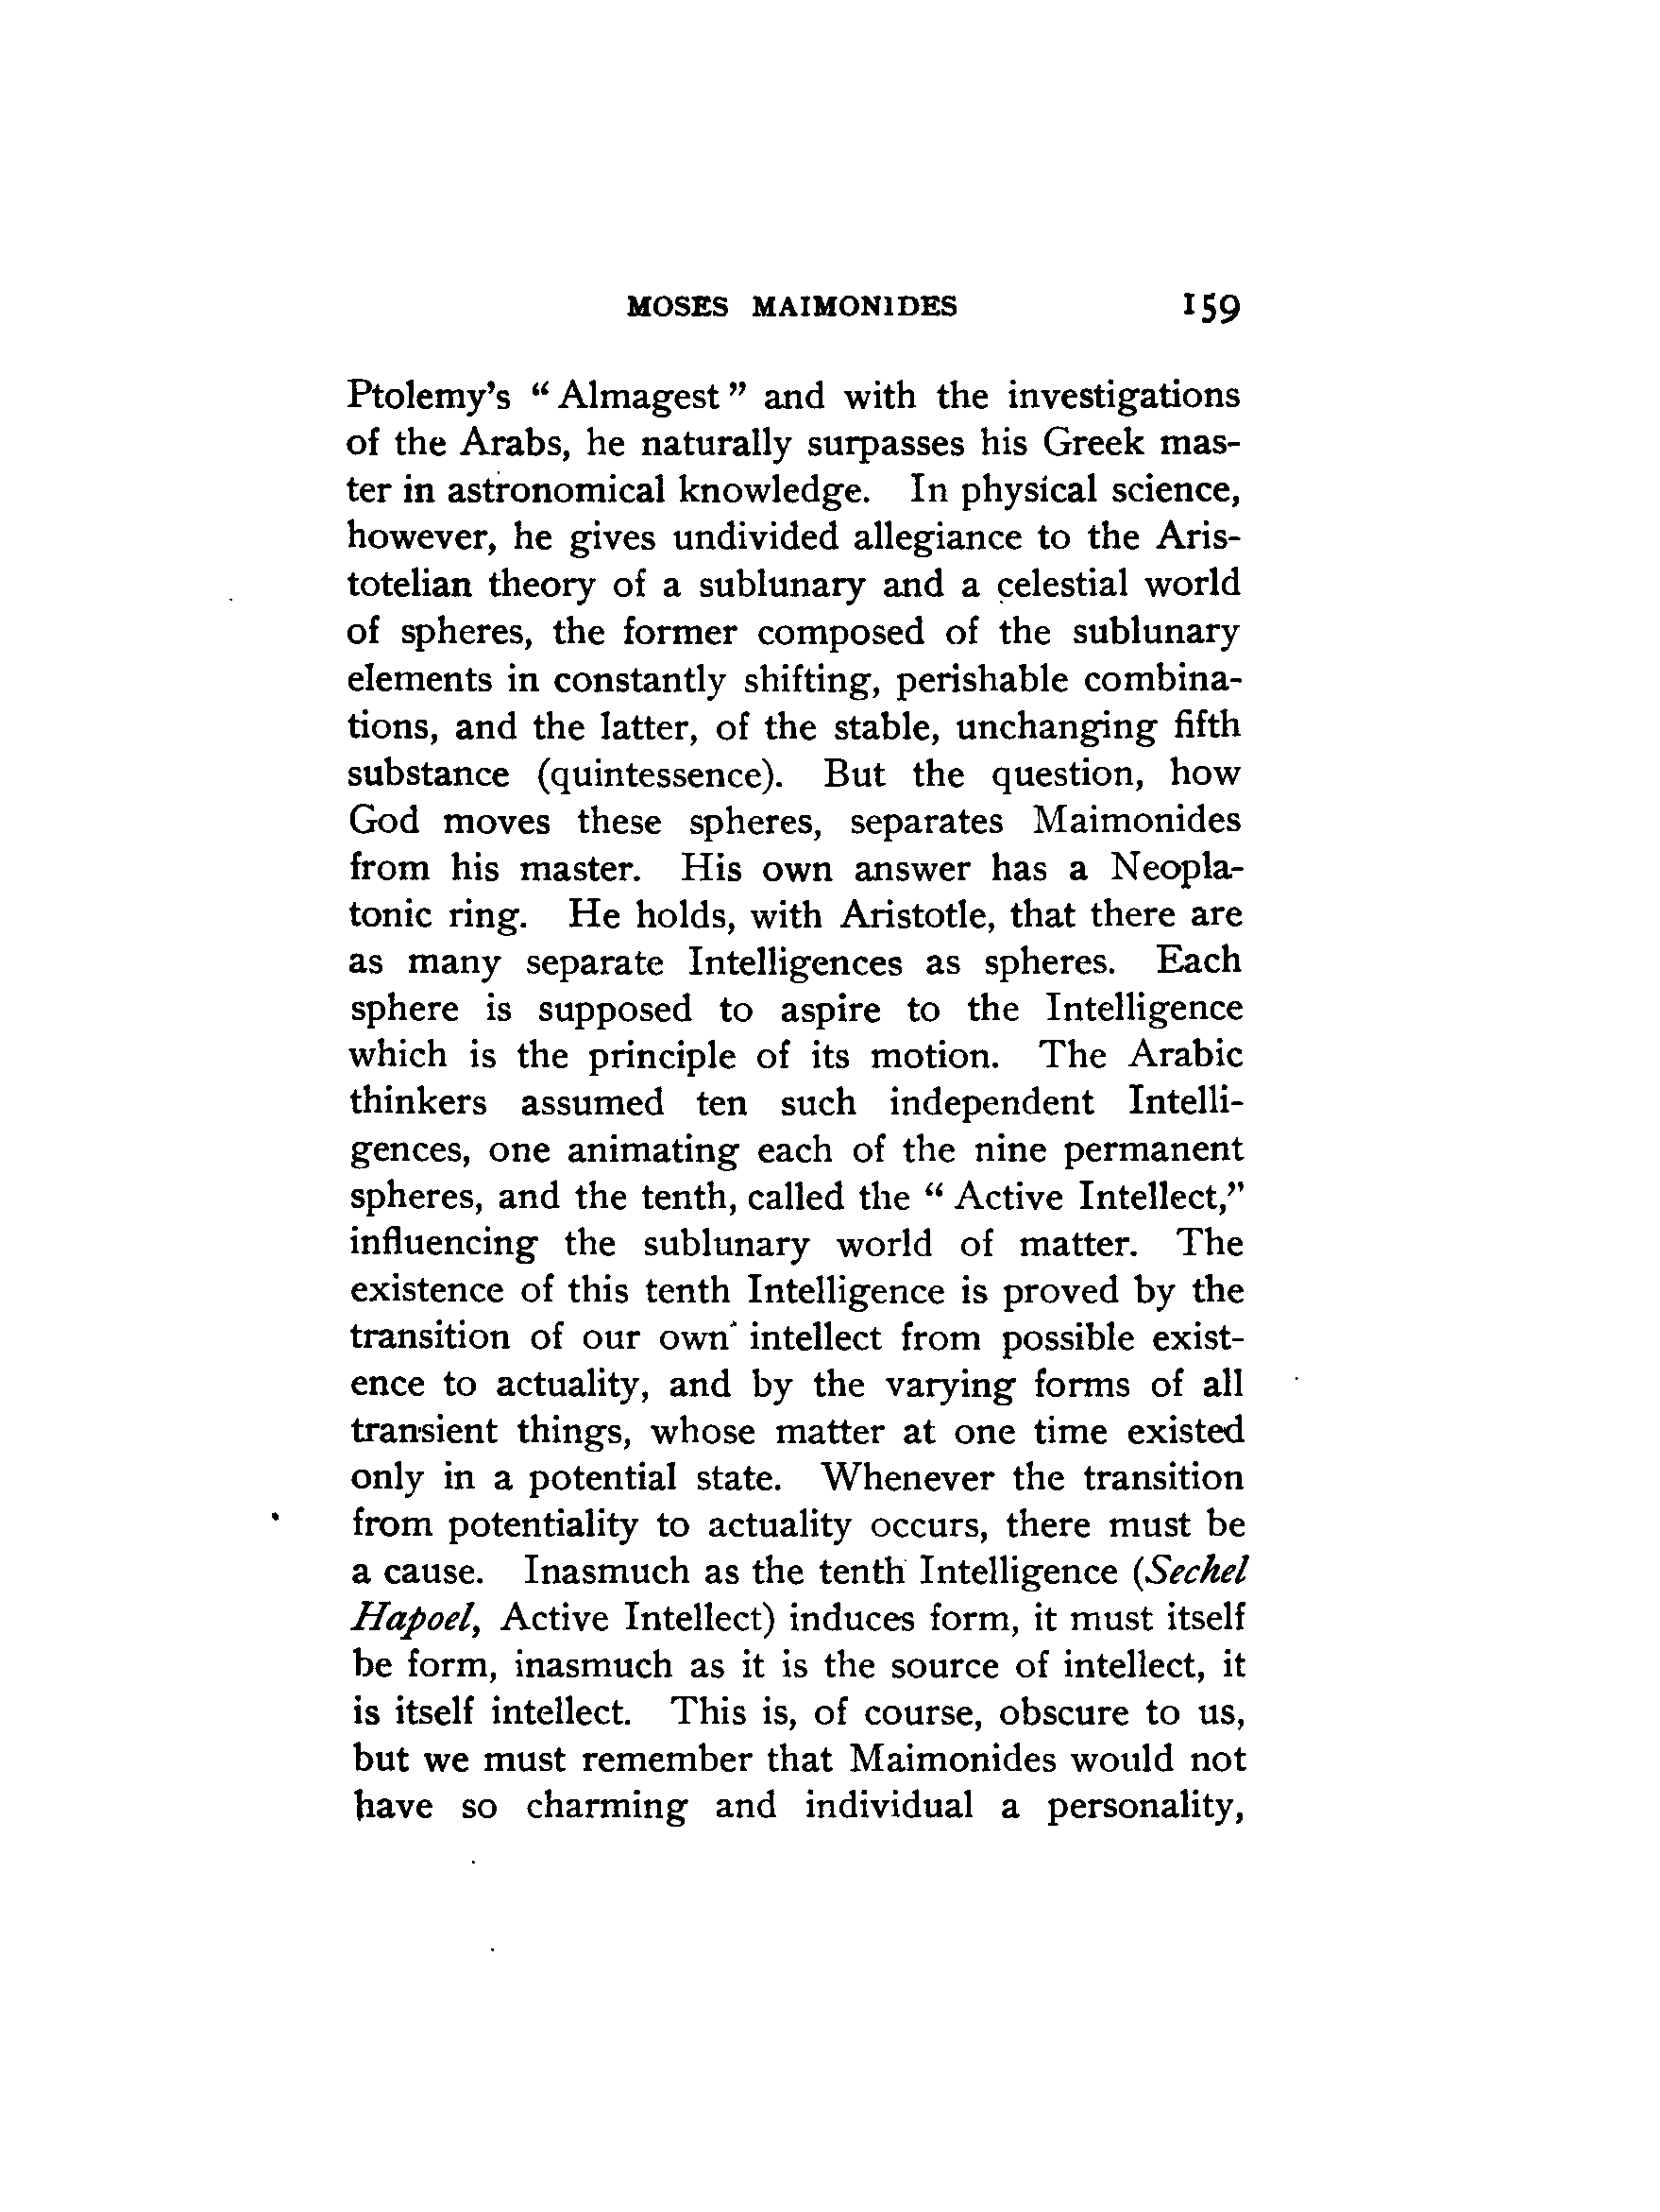 MOSES MAIMONIDES 159
Ptolemy's “ Almagest ” and with the investigations
of the Arabs, he naturally surpasses his Greek mas-
ter in astronomical knowledge. In physical science,
however, he gives undivided allegiance to the Aris-
totelian theory of a sublunary and a celestial world
of spheres, the former composed of the sublunary
elements in constantly shifting, perishable combina-
tions, and the latter, of the stable, unchanging fifth
substance (quintessence). But the question, how
God moves these spheres, separates Maimonides
from his master. His own answer has a Neopla-
tonic ring. He holds, with Aristotle, that there are
as many separate Intelligences as spheres. Each
sphere is supposed to aspire to the Intelligence
which is the principle of its motion. The Arabic
thinkers assumed ten such independent Intelli-
gences, one animating each of the nine permanent
spheres, and the tenth, called the “ Active Intellect,”
influencing the sublunary world of matter. The
existence of this tenth Intelligence is proved by the
transition of our own intellect from possible exist-
ence to actuality, and by the varying forms of all
transient things, whose matter at one time existed
only in a potential state. Whenever the transition
from potentiality to actuality occurs, there must be
a cause. Inasmuch as the tenth Intelligence (Sechel
Hapoel, Active Intellect) induces form, it must itself
be form, inasmuch as it is the source of intellect, it
is itself intellect. This is, of course, obscure to us,
but we must remember that Maimonides would not
have so charming and individual a personality,